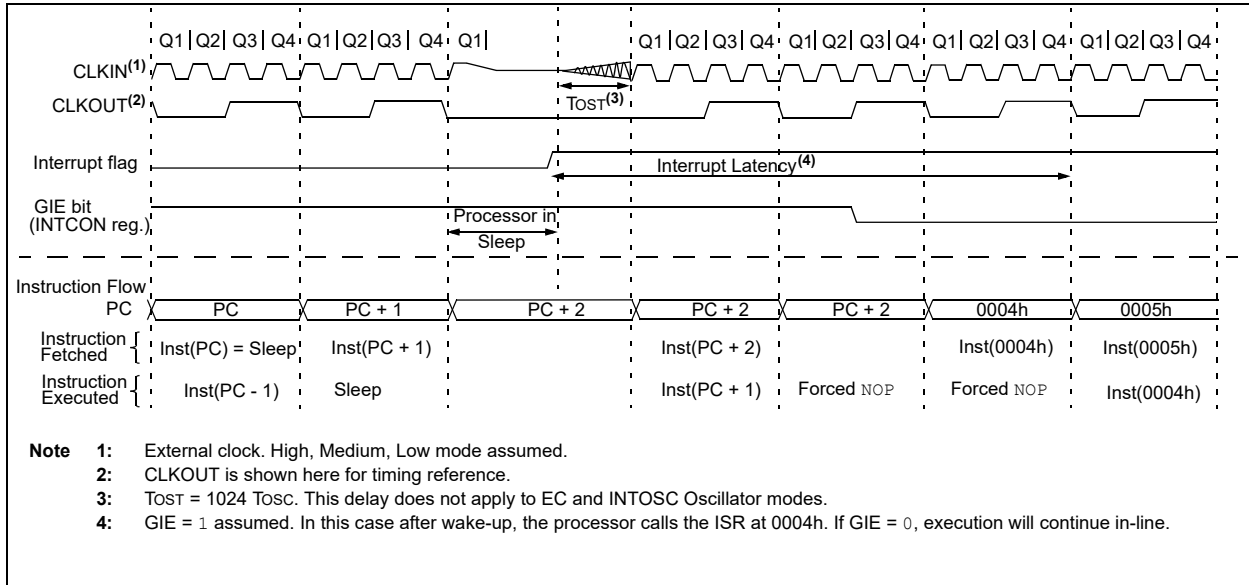 Q1 | Q2 | Q3 | Q4 Q1 | Q2 | Q3 | Q4 Q1 | Q1 | Q2 | Q3 | Q4 Q1 | Q2 | Q3 | Q4 Q1 | Q2 | Q3 | Q4 Q1 | Q2 | Q3 | Q4
CLKIN(1)
CLKOUT(2)
TOST(3)
Interrupt flag
Interrupt Latency(4)
GIE bit
(INTCON reg.)
Processor in
Sleep
Instruction Flow
PC PC PC + 1 PC + 2 PC + 2 PC + 2 0004h 0005h
Instruction
Fetched
Inst(PC) = Sleep Inst(PC + 1) Inst(PC + 2) Inst(0004h) Inst(0005h)
Instruction
Executed
Inst(PC - 1) Sleep Inst(PC + 1) Forced NOP Forced NOP Inst(0004h)
Note 1: External clock. High, Medium, Low mode assumed.
2: CLKOUT is shown here for timing reference.
3: TOST = 1024 TOSC. This delay does not apply to EC and INTOSC Oscillator modes.
4: GIE = 1 assumed. In this case after wake-up, the processor calls the ISR at 0004h. If GIE = 0, execution will continue in-line.